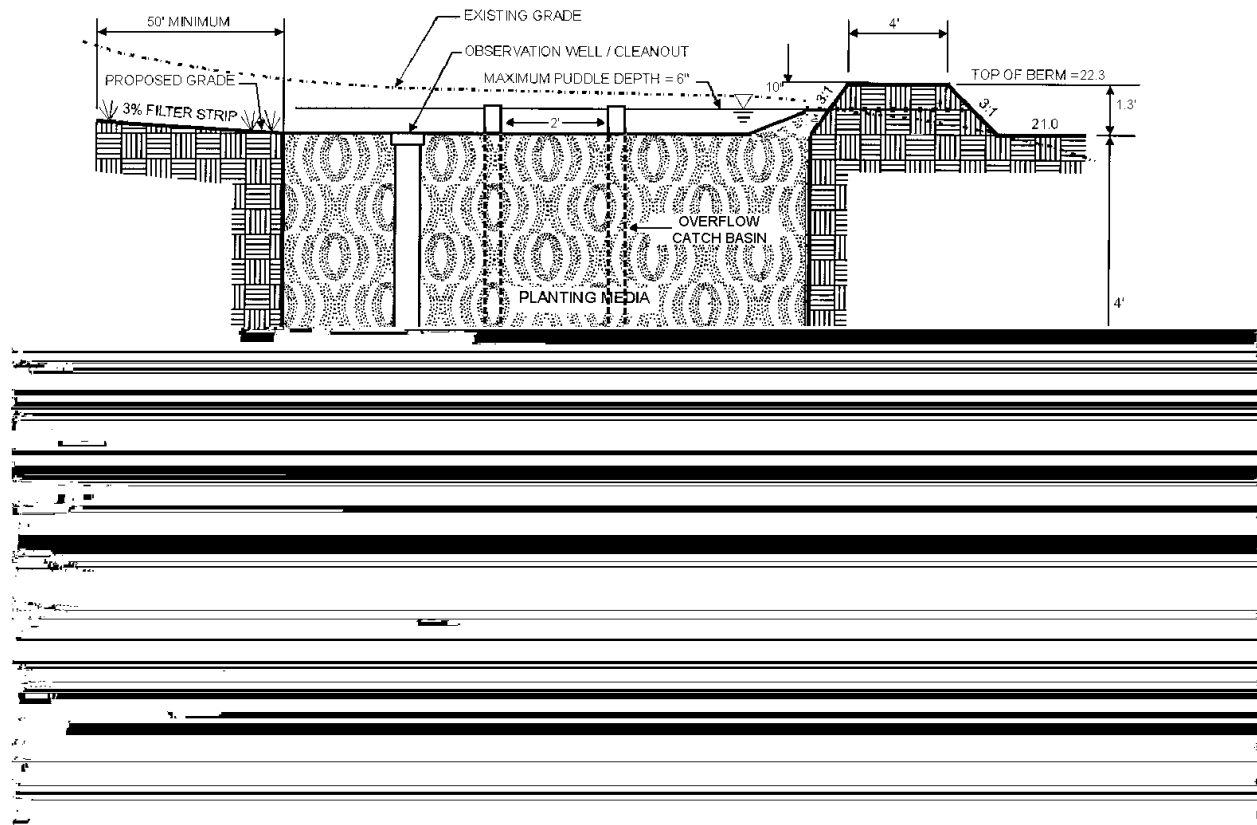 50' MINIMUM
EXISTING GRADE
4'
OBSERVATION WELL / CLEANOUT
PROPOSED GRADE
MAXIMUM PUDDLE DEPTH = 6"
10"
TOP OF BERM =22.3
3% FILTER STRIP
3:1
3:1
1.3'
2'
21.0
OVERFLOW
CATCH BASIN
PLANTING MEDIA
4'